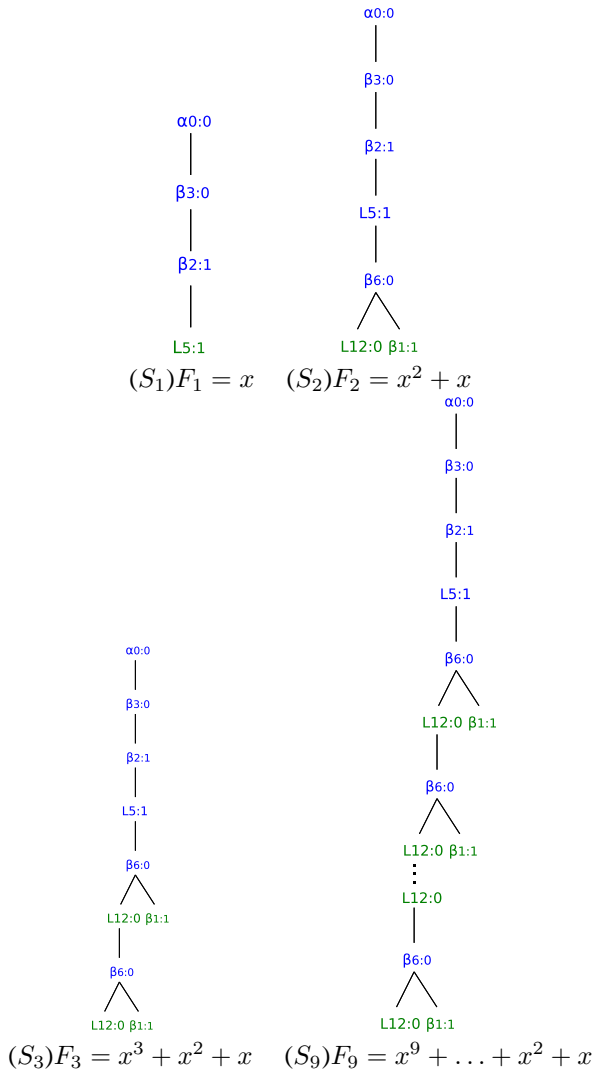 α0:0
β3:0
β2:1
L5:1
(S₁)F₁ = x
α0:0
β3:0
β2:1
L5:1
β6:0
L12:0 β1:1
(S₂)F₂ = x² + x
α0:0
β3:0
β2:1
L5:1
β6:0
L12:0 β1:1
β6:0
L12:0 β1:1
(S₃)F₃ = x³ + x² + x
α0:0
β3:0
β2:1
L5:1
β6:0
L12:0 β1:1
β6:0
L12:0 β1:1
L12:0
β6:0
L12:0 β1:1
(S₉)F₉ = x⁹ + … + x² + x